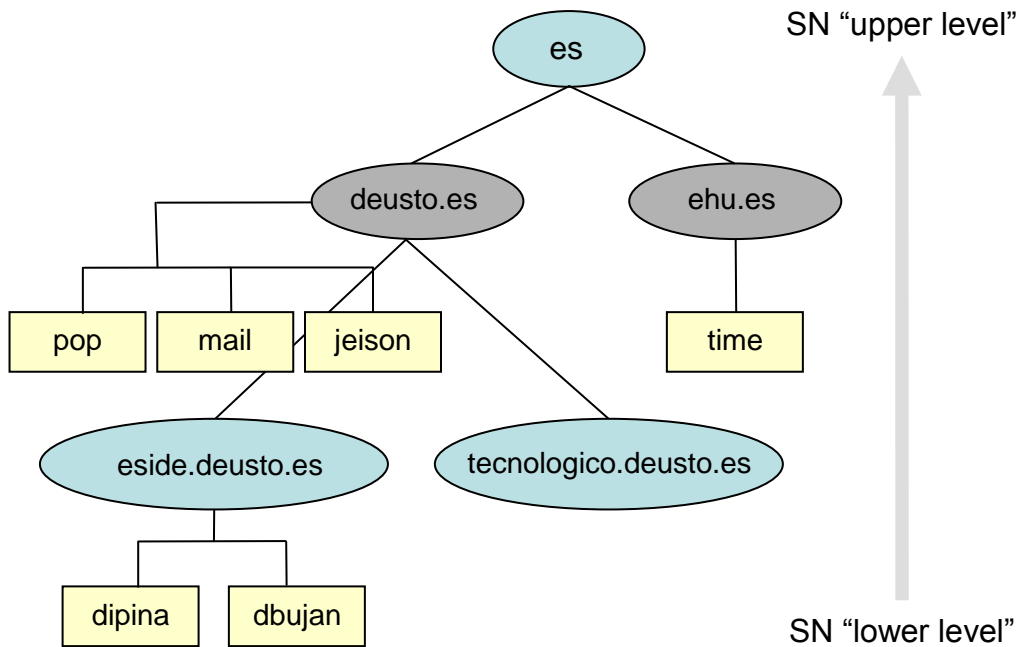 SN “upper level”
es
deusto.es
ehu.es
pop
mail
jeison
time
eside.deusto.es
tecnologico.deusto.es
dipina
dbujan
SN “lower level”